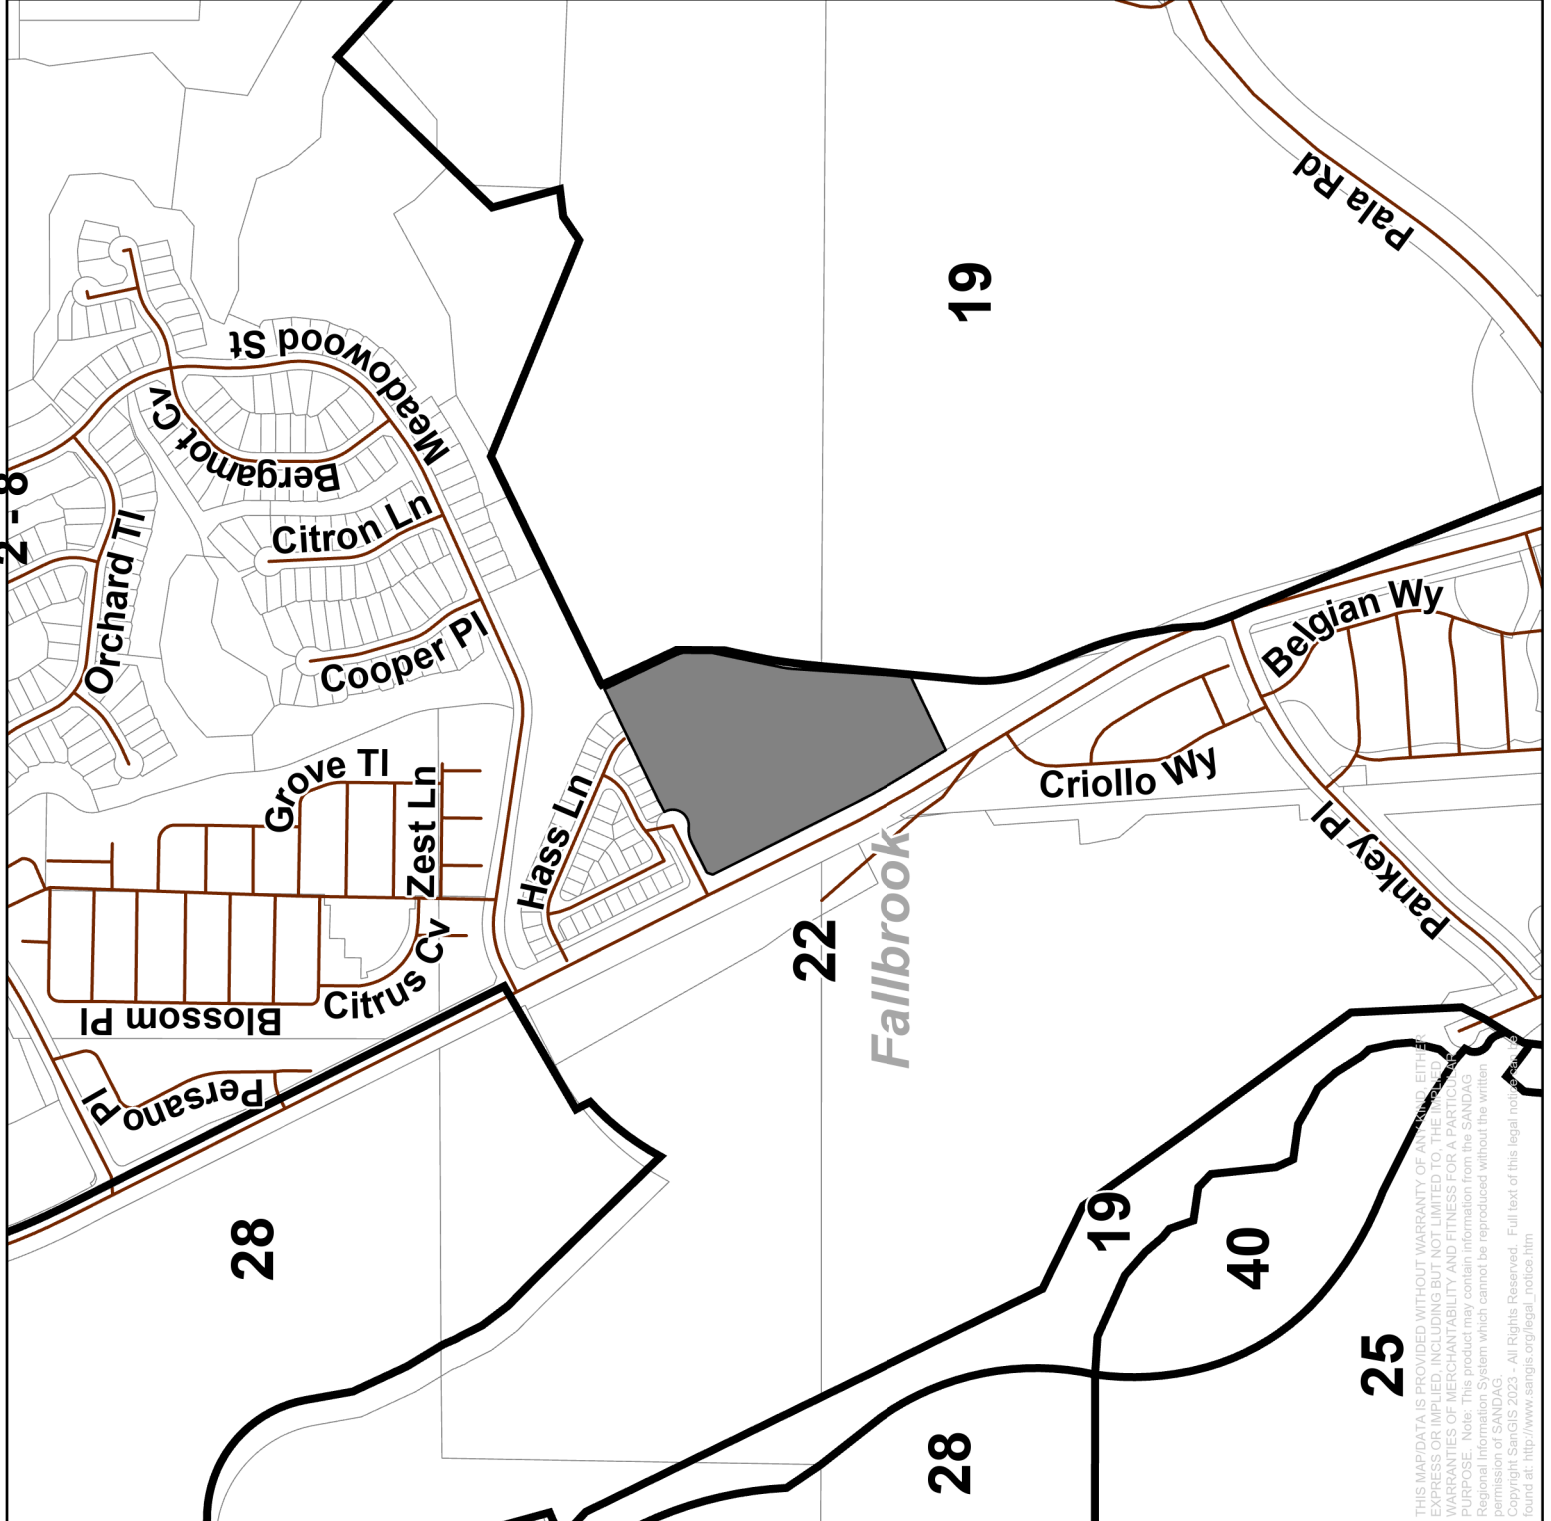 Pala Rd
19
Meadowood St
Bergamot Cv
2 - 8
Citron Ln
Orchard Tl
Cooper Pl
Belgian Wy
Grove Tl
Zest Ln
Hass Ln
Criollo Wy
Pankey Pl
Fallbrook
22
Citrus Cv
Blossom Pl
Persano Pl
28
19
40
25
28
THIS MAP/DATA IS PROVIDED WITHOUT WARRANTY OF ANY KIND, EITHER
EXPRESS OR IMPLIED, INCLUDING BUT NOT LIMITED TO, THE IMPLIED
WARRANTIES OF MERCHANTABILITY AND FITNESS FOR A PARTICULAR
PURPOSE. Note: This product may contain information from the SANDAG
Regional Information System which cannot be reproduced without the written
permission of SANDAG.
Copyright SanGIS 2023 - All Rights Reserved. Full text of this legal notice can be
found at: http://www.sangis.org/legal_notice.htm